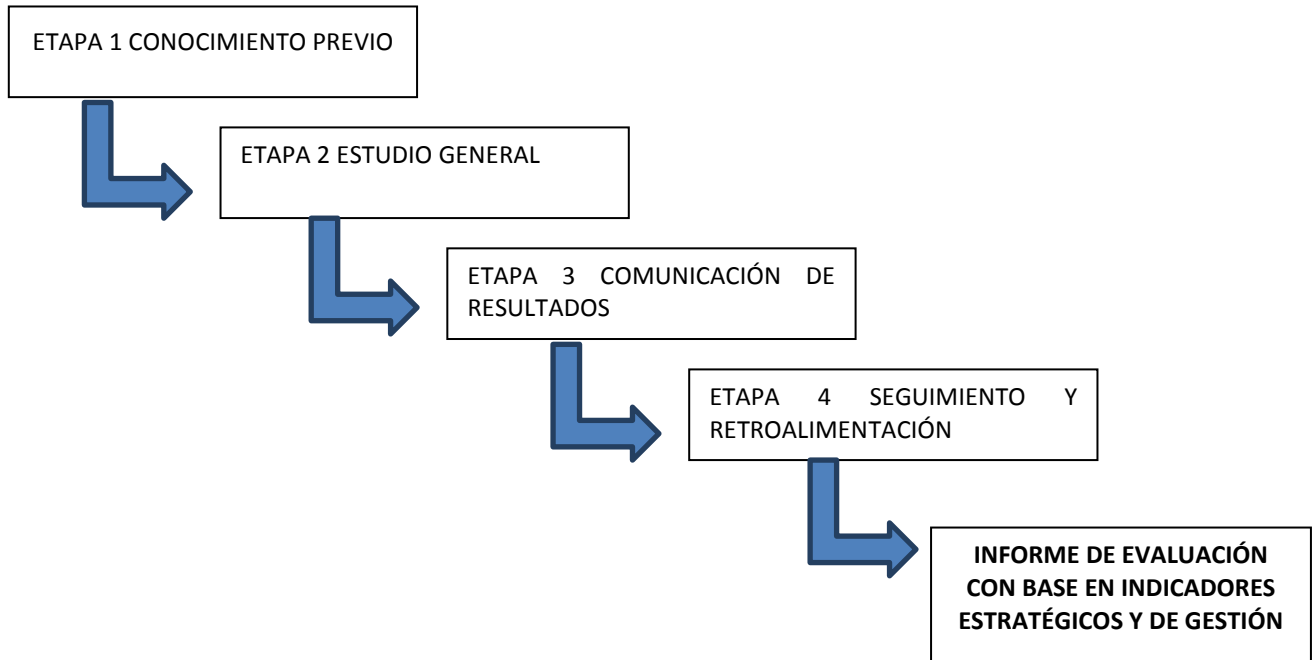 ETAPA 1 CONOCIMIENTO PREVIO
ETAPA 2 ESTUDIO GENERAL
ETAPA 3 COMUNICACIÓN DE
RESULTADOS
ETAPA 4 SEGUIMIENTO Y
RETROALIMENTACIÓN
INFORME DE EVALUACIÓN
CON BASE EN INDICADORES
ESTRATÉGICOS Y DE GESTIÓN